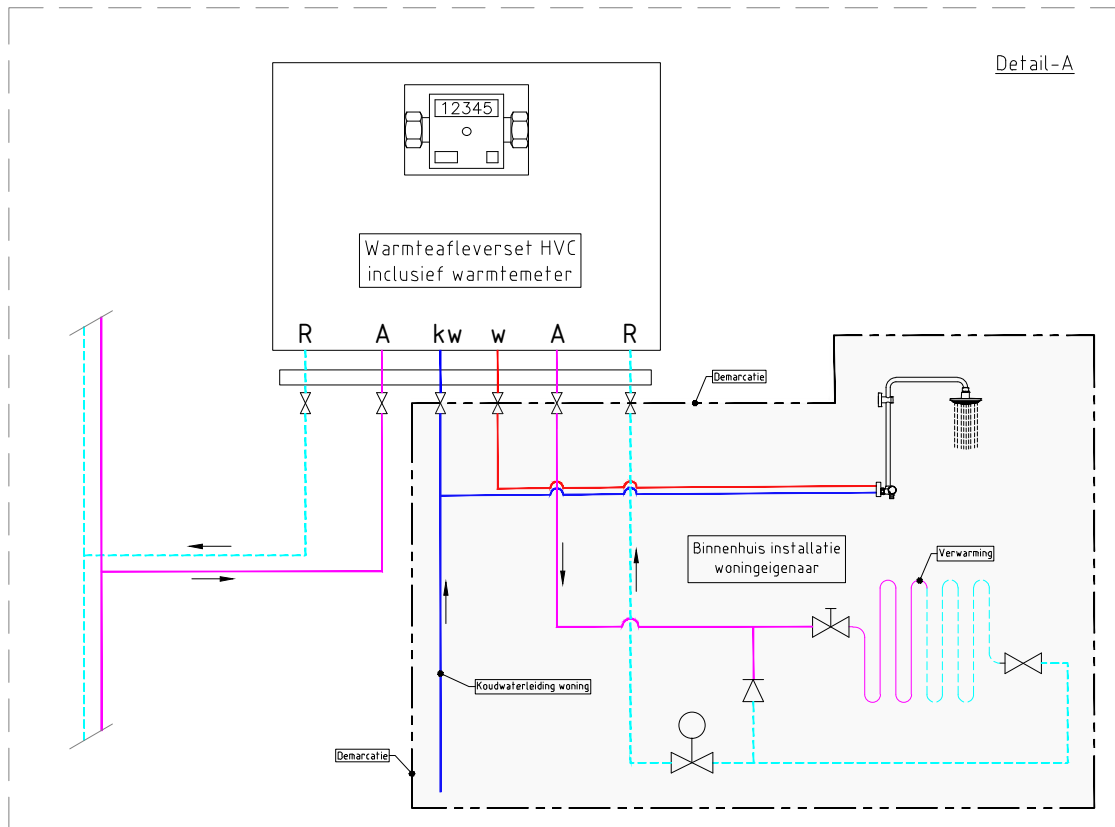 Detail-A
12345
Warmteafleverset HVC
inclusief warmtemeter
R A kw w A R
Demarcatie
Binnenhuis installatie
woningeigenaar
Verwarming
Koudwaterleiding woning
Demarcatie